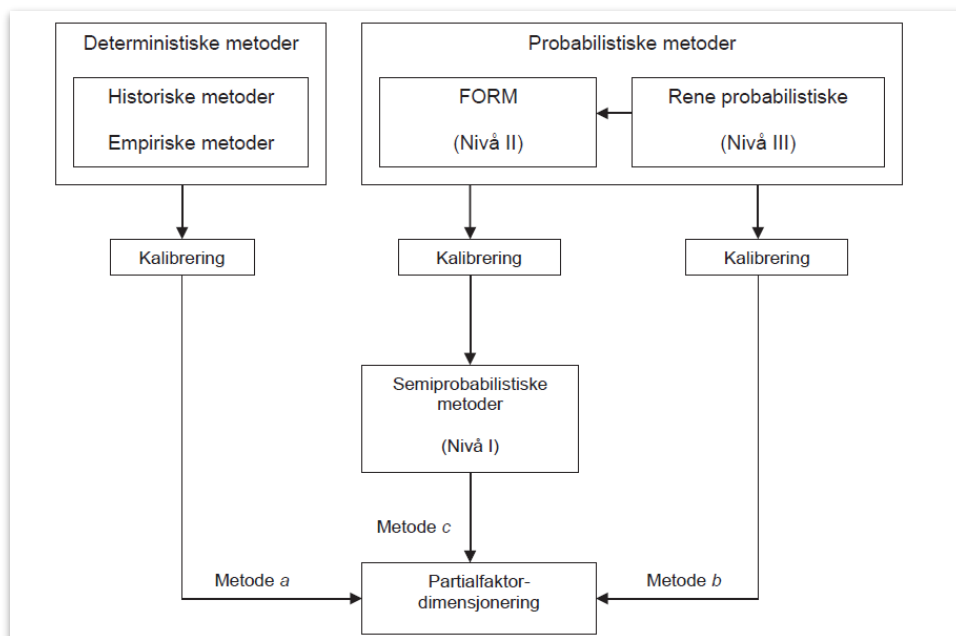 Deterministiske metoder
Historiske metoder
Empiriske metoder
Probabilistiske metoder
FORM
(Nivå II)
Rene probabilistiske
(Nivå III)
Kalibrering
Kalibrering
Kalibrering
Semiprobabilistiske
metoder
(Nivå I)
Metode c
Metode a
Partialfaktor-
dimensjonering
Metode b